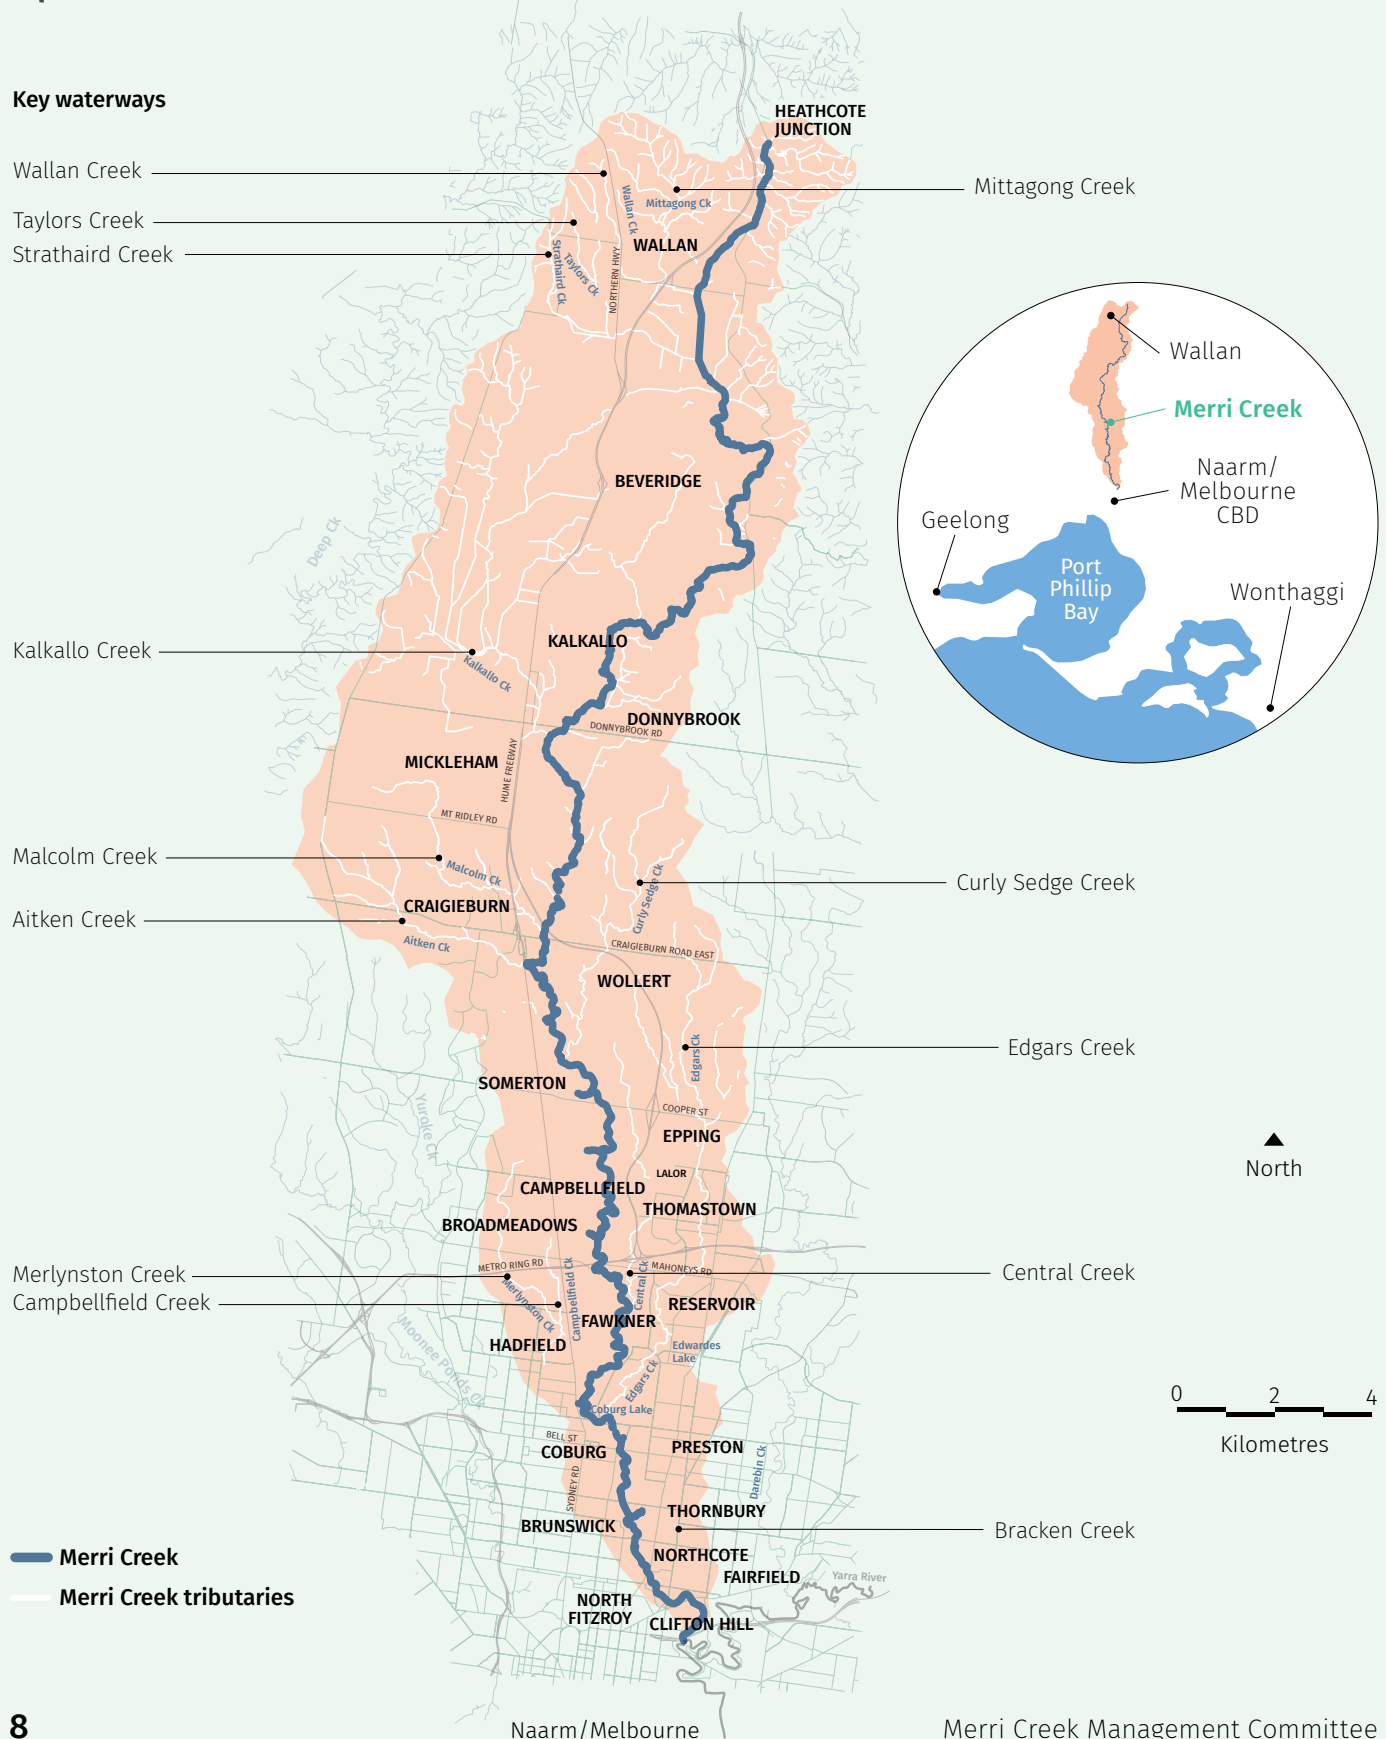 Key waterways
HEATHCOTE
JUNCTION
Wallan Creek
Mittagong Creek
Wallan Ck
Mittagong Ck
Taylors Creek
WALLAN
Strathaird Creek
Strathaird Ck
Taylors Ck
NORTHERN HWY
Wallan
Merri Creek
Naarm/
Melbourne
CBD
Geelong
Port
Phillip
Bay
Wonthaggi
BEVERIDGE
Deep Ck
KALKALLO
Kalkallo Creek
Kalkallo Ck
DONNYBROOK
DONNYBROOK RD
MICKLEHAM
HUME FREEWAY
MT RIDLEY RD
Malcolm Creek
Malcolm Ck
Curly Sedge Creek
Curly Sedge Ck
CRAIGIEBURN
Aitken Creek
Aitken Ck
CRAIGIEBURN ROAD EAST
WOLLERT
Edgars Creek
Edgars Ck
SOMERTON
COOPER ST
Yuroke Ck
EPPING
North
LALOR
CAMPBELLFIELD
THOMASTOWN
BROADMEADOWS
METRO RING RD
MAHONEYS RD
Merlynston Creek
Merlynston Ck
Central Creek
Central Ck
Campbellfield Creek
Campbellfield Ck
RESERVOIR
FAWKNER
HADFIELD
Edwardes
Lake
Moonee Ponds Ck
Edgars Ck
Coburg Lake
0 2 4
Kilometres
BELL ST
COBURG
PRESTON
SYDNEY RD
Darebin Ck
THORNBURY
BRUNSWICK
Bracken Creek
NORTHCOTE
FAIRFIELD
Yarra River
Merri Creek
Merri Creek tributaries
NORTH
FITZROY
CLIFTON HILL
8
Naarm/Melbourne
Merri Creek Management Committee